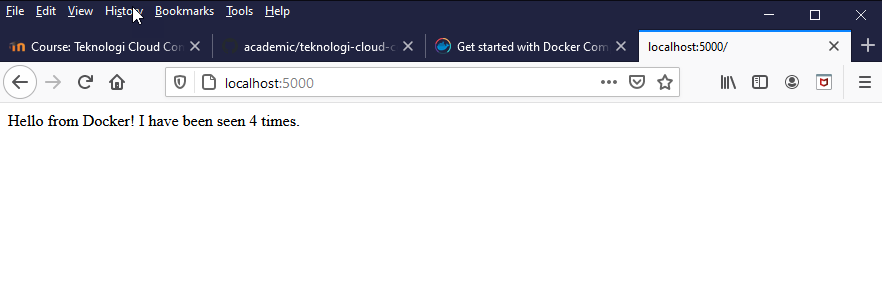 File Edit View History Bookmarks Tools Help
Course: Teknologi Cloud Com academic/teknologi-cloud-c Get started with Docker Com localhost:5000/
localhost:5000
Hello from Docker! I have been seen 4 times.